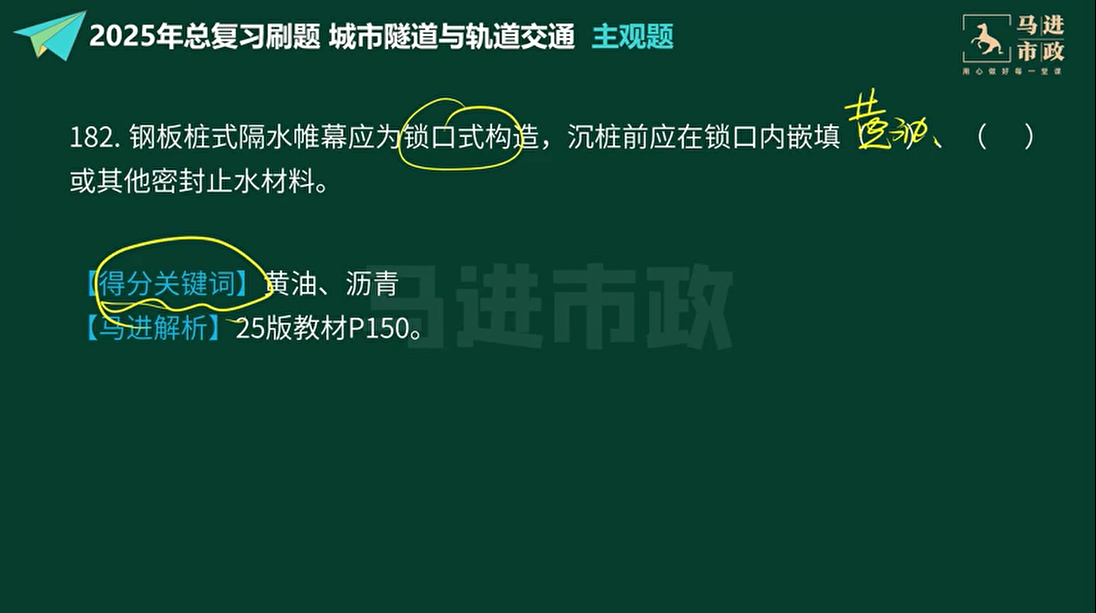 2025年总复习刷题 城市隧道与轨道交通 主观题
马进
市政
用心做好每一堂课
182. 钢板桩式隔水帷幕应为锁口式构造，沉桩前应在锁口内嵌填 黄油、（ ）
或其他密封止水材料。
【得分关键词】黄油、沥青
【马进解析】25版教材P150。
马进市政